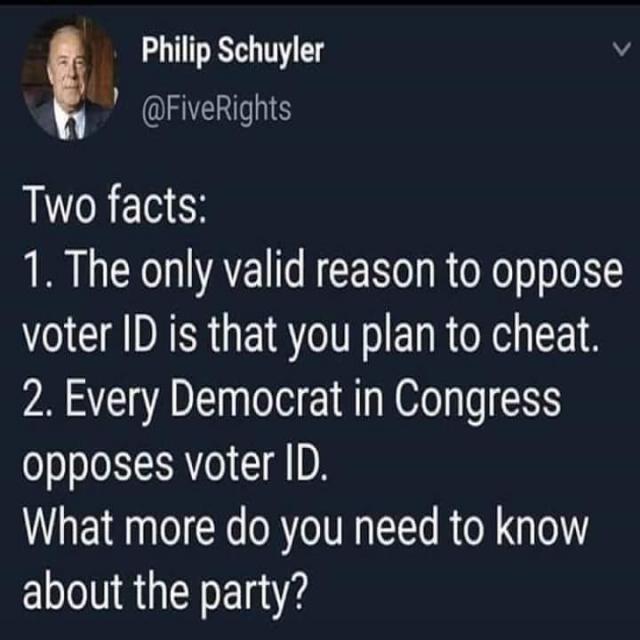 Philip Schuyler
@FiveRights
Two facts:
1. The only valid reason to oppose
voter ID is that you plan to cheat.
2. Every Democrat in Congress
opposes voter ID.
What more do you need to know
about the party?